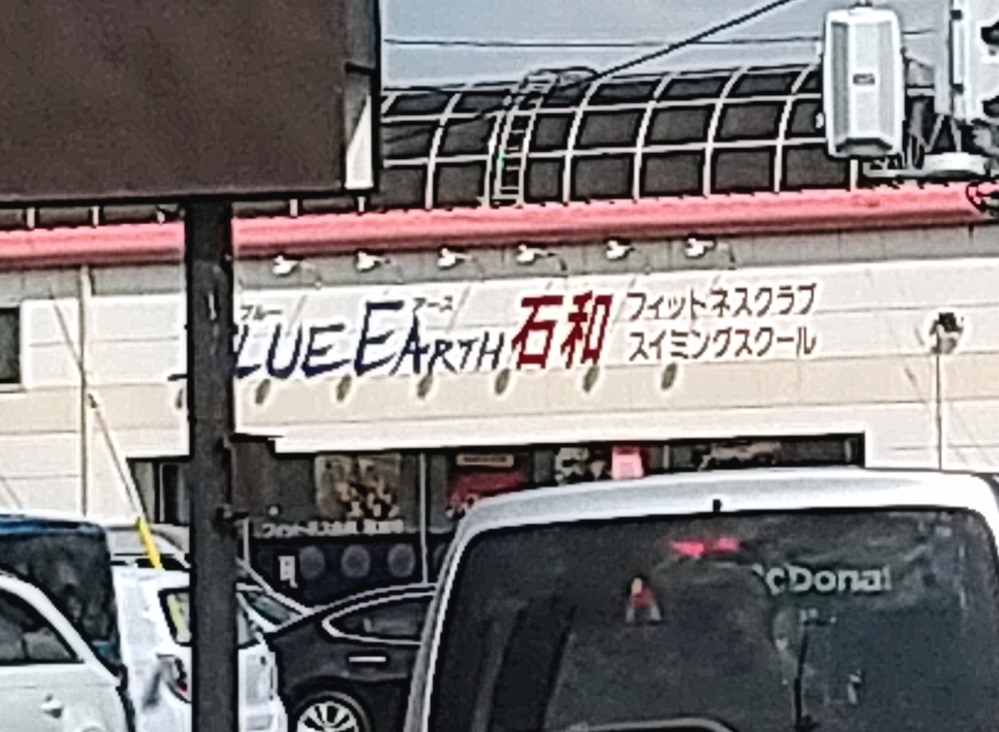 ブルー アース
BLUE EARTH 石和
フィットネスクラブ
スイミングスクール
cDonal